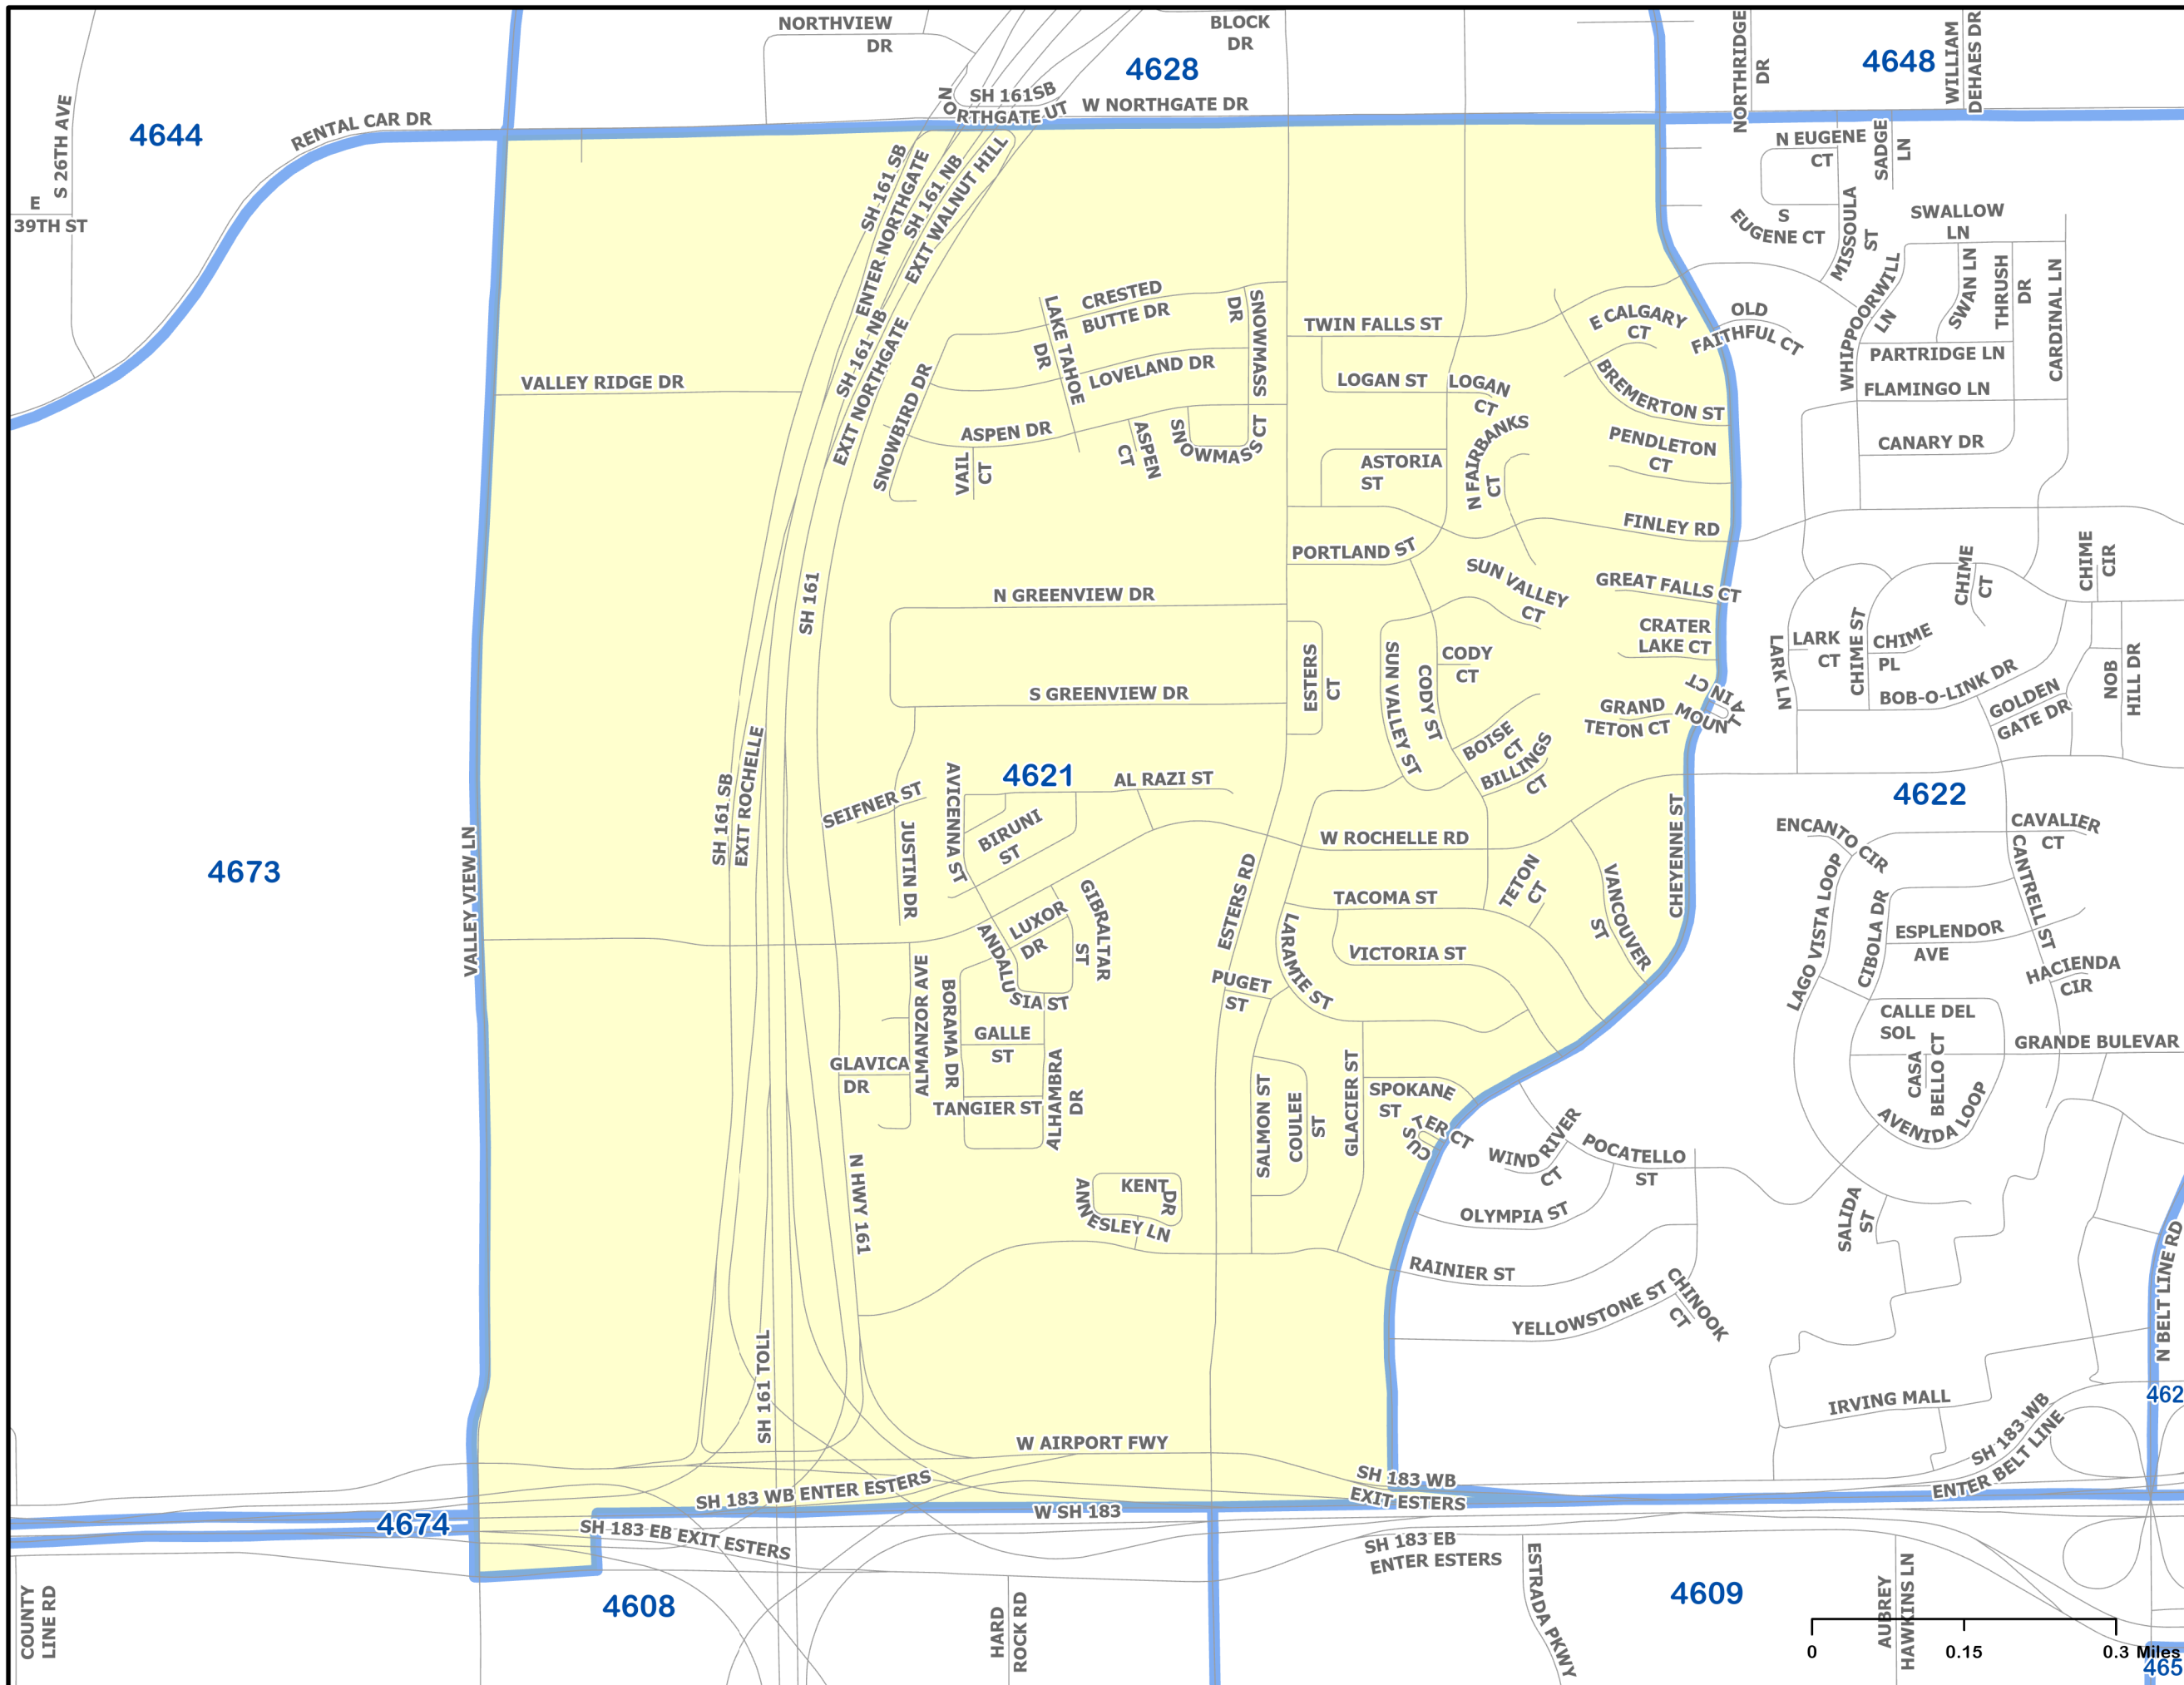 NORTHVIEW
DR
BLOCK
DR
4628
NORTHRIDGE
DR
4648
WILLIAM
DEHAES DR
4644
S 26TH AVE
E
39TH ST
RENTAL CAR DR
SH 161SB
NORTHGATE UT
W NORTHGATE DR
SH 161 SB
ENTER NORTHGATE
SH 161 NB
EXIT WALNUT HILL
SH 161 NB
EXIT NORTHGATE
N EUGENE
CT
SADGE
LN
S
EUGENE CT
MISSOULA
ST
SWALLOW
LN
WHIPPOORWILL
LN
SWAN LN
THRUSH
DR
CARDINAL LN
PARTRIDGE LN
FLAMINGO LN
CANARY DR
VALLEY RIDGE DR
CRESTED
BUTTE DR
LAKE TAHOE
DR
SNOWMASS
DR
LOVELAND DR
SNOWBIRD DR
ASPEN DR
VAIL
CT
ASPEN
CT
SNOWMASS CT
TWIN FALLS ST
LOGAN ST
LOGAN
CT
E CALGARY
CT
OLD
FAITHFUL CT
BREMERTON ST
PENDLETON
CT
ASTORIA
ST
N FAIRBANKS
CT
FINLEY RD
PORTLAND ST
SUN VALLEY
CT
GREAT FALLS CT
CRATER
LAKE CT
CODY
CT
CODY ST
SUN VALLEY ST
ESTERS
CT
GRAND
TETON CT
MOUNTAIN CT
BOISE
CT
BILLINGS
CT
SH 161
N GREENVIEW DR
S GREENVIEW DR
LARK LN
LARK
CT
CHIME ST
CHIME
PL
CHIME
CT
CHIME
CIR
BOB-O-LINK DR
GOLDEN
GATE DR
NOB
HILL DR
4621
4622
4673
VALLEY VIEW LN
SH 161 SB
EXIT ROCHELLE
SEIFNER ST
JUSTIN DR
AVICENNA ST
BIRUNI
ST
AL RAZI ST
W ROCHELLE RD
ESTERS RD
TACOMA ST
TETON
CT
VANCOUVER
ST
CHEYENNE ST
VICTORIA ST
LARAMIE ST
PUGET
ST
LUXOR
DR
GIBRALTAR
ST
ANDALUSIA ST
ALMANZOR AVE
BORAMA DR
GALLE
ST
ALHAMBRA
DR
TANGIER ST
GLAVICA
DR
N HWY 161
ENCANTO CIR
CAVALIER
CT
LAGO VISTA LOOP
CIBOLA DR
CANTRELL ST
ESPLENDOR
AVE
HACIENDA
CIR
CALLE DEL
SOL
GRANDE BULEVAR
CASA
BELLO CT
AVENIDA LOOP
SALMON ST
COULEE
ST
GLACIER ST
SPOKANE
ST
CUSTER CT
WIND RIVER
CT
POCATELLO
ST
OLYMPIA ST
RAINIER ST
YELLOWSTONE ST
CHINOOK
CT
SALIDA
ST
KENT
DR
ANNESLEY LN
N BELT LINE RD
IRVING MALL
462
SH 161 TOLL
W AIRPORT FWY
SH 183 WB ENTER ESTERS
SH 183 WB
EXIT ESTERS
SH 183 WB
ENTER BELT LINE
W SH 183
4674
SH 183 EB EXIT ESTERS
SH 183 EB
ENTER ESTERS
COUNTY
LINE RD
4608
HARD
ROCK RD
ESTRADA PKWY
4609
AUBREY
HAWKINS LN
0 0.15 0.3 Miles
465